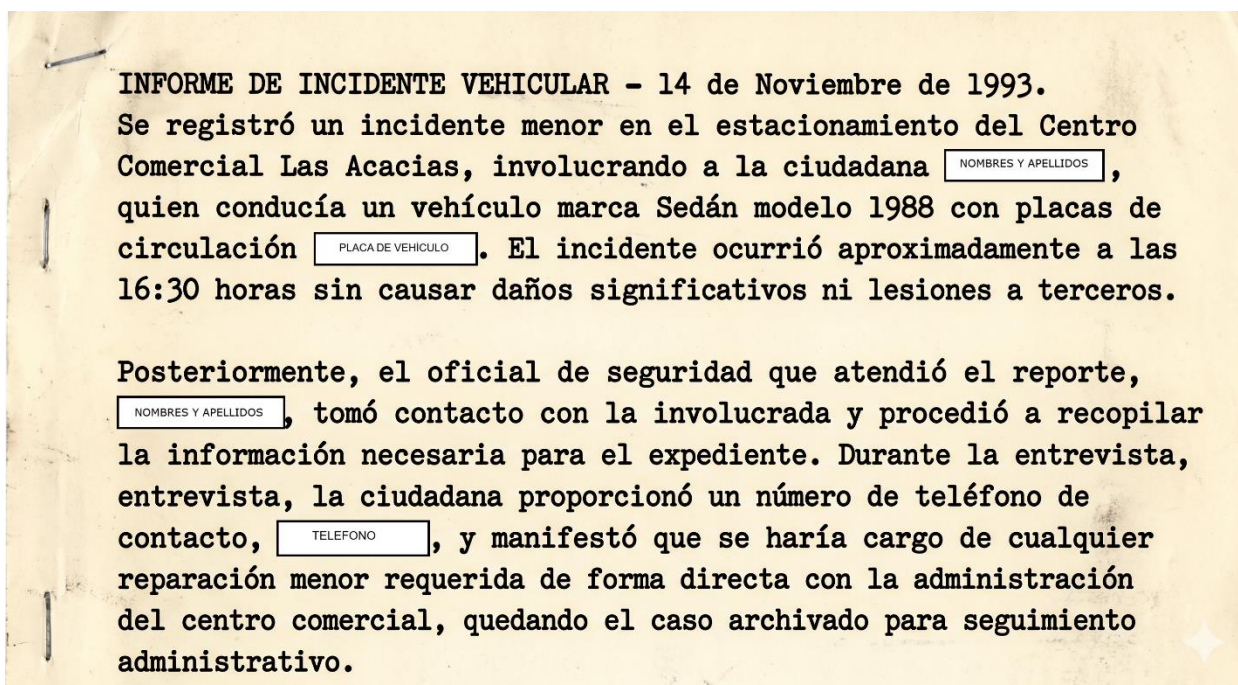 INFORME DE INCIDENTE VEHICULAR – 14 de Noviembre de 1993.
Se registró un incidente menor en el estacionamiento del Centro
Comercial Las Acacias, involucrando a la ciudadana NOMBRES Y APELLIDOS,
quien conducía un vehículo marca Sedán modelo 1988 con placas de
circulación PLACA DE VEHÍCULO. El incidente ocurrió aproximadamente a las
16:30 horas sin causar daños significativos ni lesiones a terceros.
Posteriormente, el oficial de seguridad que atendió el reporte,
NOMBRES Y APELLIDOS, tomó contacto con la involucrada y procedió a recopilar
la información necesaria para el expediente. Durante la entrevista,
entrevista, la ciudadana proporcionó un número de teléfono de
contacto, TELEFONO, y manifestó que se haría cargo de cualquier
reparación menor requerida de forma directa con la administración
del centro comercial, quedando el caso archivado para seguimiento
administrativo.